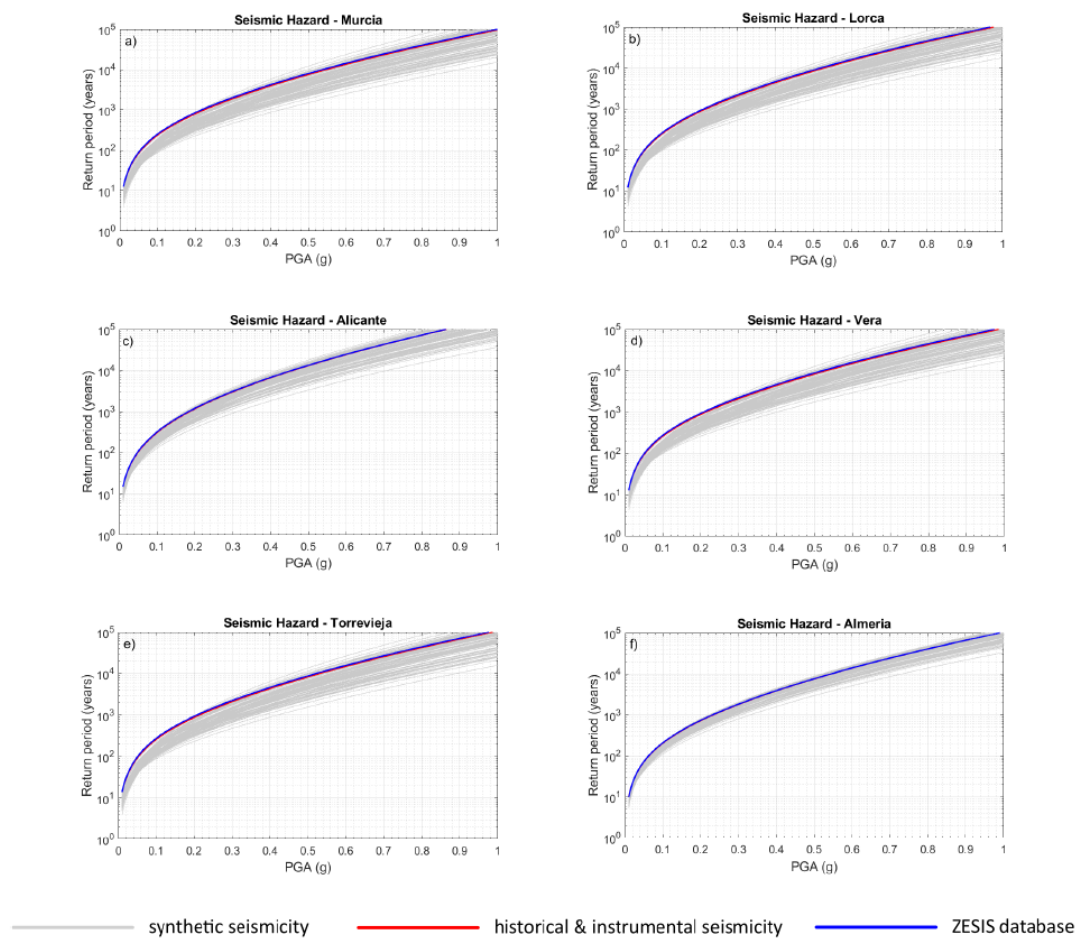 Seismic Hazard - Murcia
a)
Return period (years)
10^5
10^4
10^3
10^2
10^1
10^0
0 0.1 0.2 0.3 0.4 0.5 0.6 0.7 0.8 0.9 1
PGA (g)
Seismic Hazard - Lorca
b)
Return period (years)
10^5
10^4
10^3
10^2
10^1
10^0
0 0.1 0.2 0.3 0.4 0.5 0.6 0.7 0.8 0.9 1
PGA (g)
Seismic Hazard - Alicante
c)
Return period (years)
10^5
10^4
10^3
10^2
10^1
10^0
0 0.1 0.2 0.3 0.4 0.5 0.6 0.7 0.8 0.9 1
PGA (g)
Seismic Hazard - Vera
d)
Return period (years)
10^5
10^4
10^3
10^2
10^1
10^0
0 0.1 0.2 0.3 0.4 0.5 0.6 0.7 0.8 0.9 1
PGA (g)
Seismic Hazard - Torrevieja
e)
Return period (years)
10^5
10^4
10^3
10^2
10^1
10^0
0 0.1 0.2 0.3 0.4 0.5 0.6 0.7 0.8 0.9 1
PGA (g)
Seismic Hazard - Almeria
f)
Return period (years)
10^5
10^4
10^3
10^2
10^1
10^0
0 0.1 0.2 0.3 0.4 0.5 0.6 0.7 0.8 0.9 1
PGA (g)
synthetic seismicity
historical & instrumental seismicity
ZESIS database